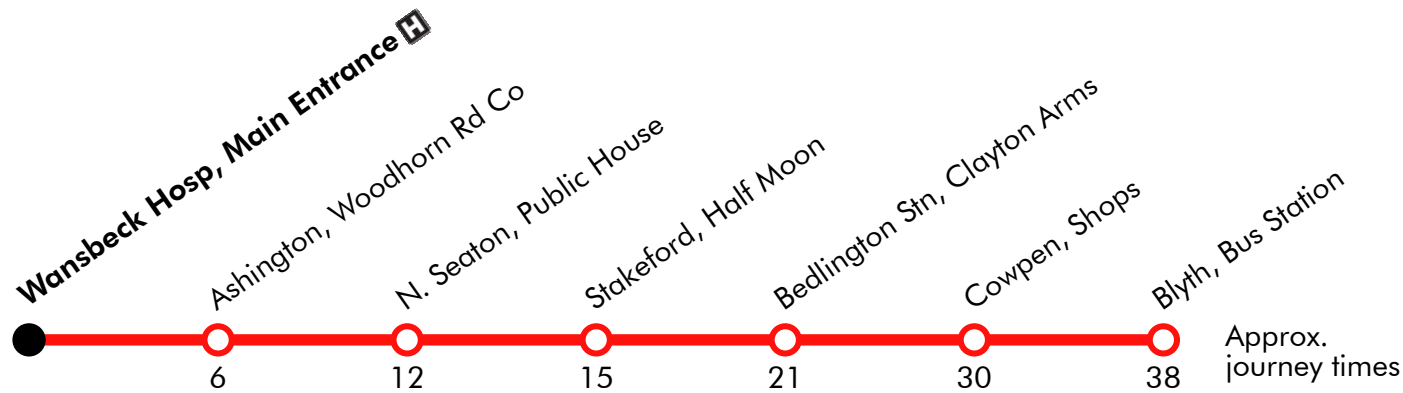 Wansbeck Hosp, Main Entrance H
Ashington, Woodhorn Rd Co
N. Seaton, Public House
Stakeford, Half Moon
Bedlington Stn, Clayton Arms
Cowpen, Shops
Blyth, Bus Station
Approx.
journey times
6
12
15
21
30
38